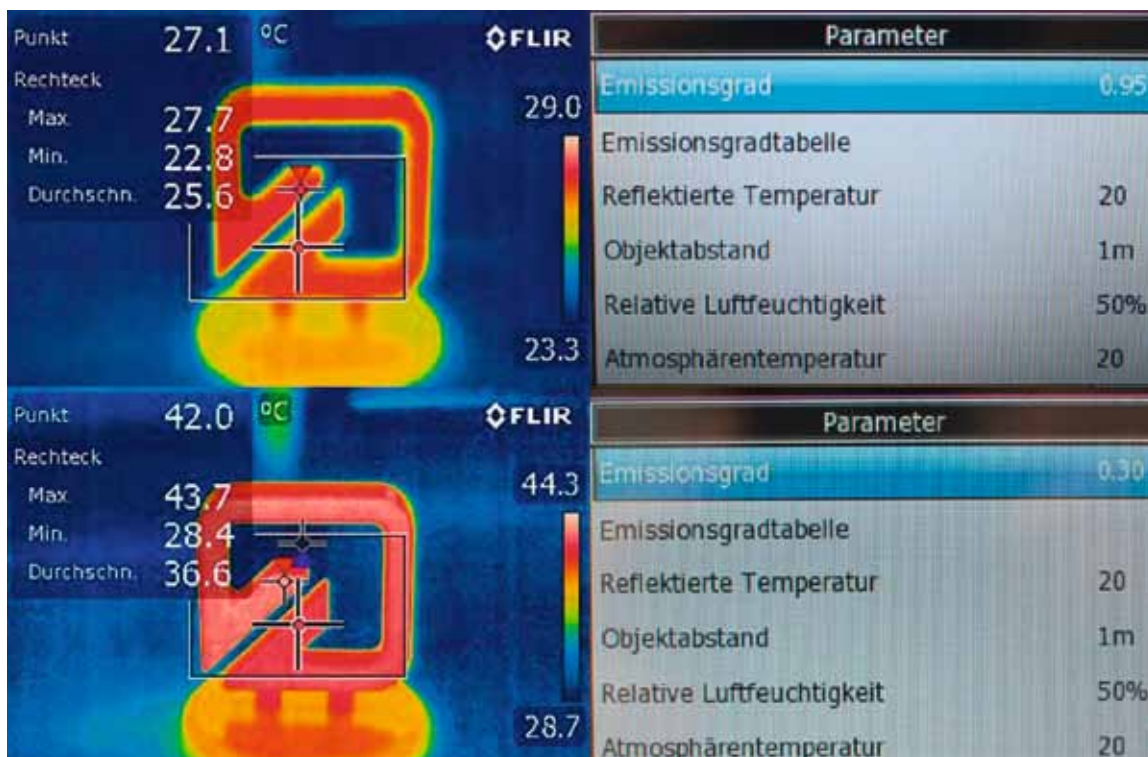 Punkt 27.1 °C
FLIR
Rechteck
Max. 27.7
Min. 22.8
Durchschn. 25.6
29.0
23.3
Parameter
Emissionsgrad 0.95
Emissionsgradtabelle
Reflektierte Temperatur 20
Objektabstand 1m
Relative Luftfeuchtigkeit 50%
Atmosphärentemperatur 20
Punkt 42.0 °C
FLIR
Rechteck
Max. 43.7
Min. 28.4
Durchschn. 36.6
44.3
28.7
Parameter
Emissionsgrad 0.30
Emissionsgradtabelle
Reflektierte Temperatur 20
Objektabstand 1m
Relative Luftfeuchtigkeit 50%
Atmosphärentemperatur 20